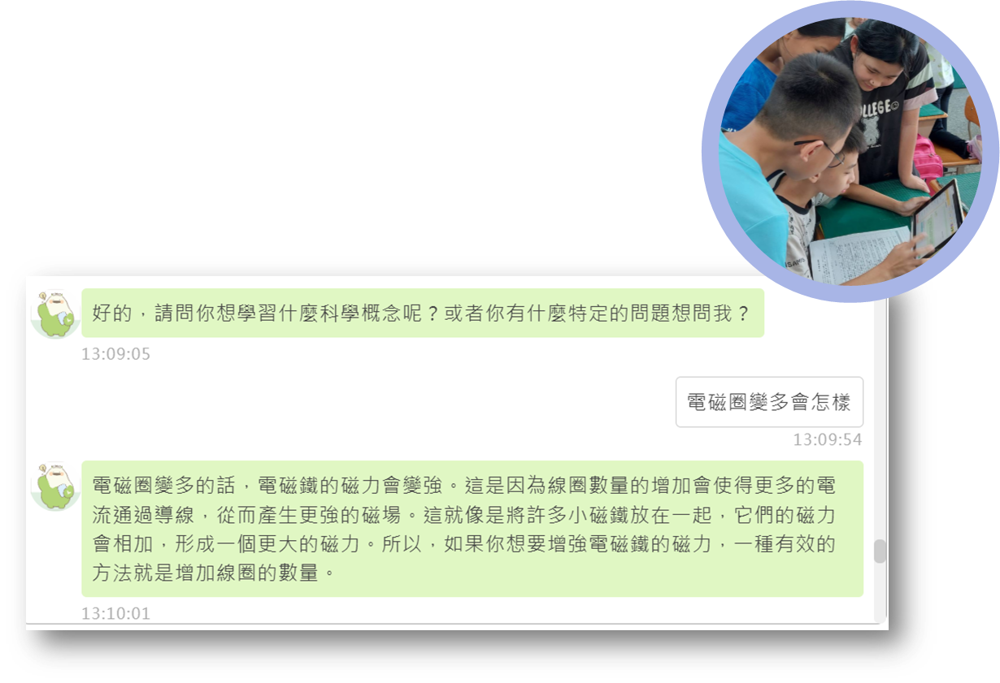 LLEGE
好的，請問你想學習什麼科學概念呢？或者你有什麼特定的問題想問我？
13:09:05
電磁圈變多會怎樣
13:09:54
電磁圈變多的話，電磁鐵的磁力會變強。這是因為線圈數量的增加會使得更多的電
流通過導線，從而產生更強的磁場。這就像是將許多小磁鐵放在一起，它們的磁力
會相加，形成一個更大的磁力。所以，如果你想要增強電磁鐵的磁力，一種有效的
方法就是增加線圈的數量。
13:10:01